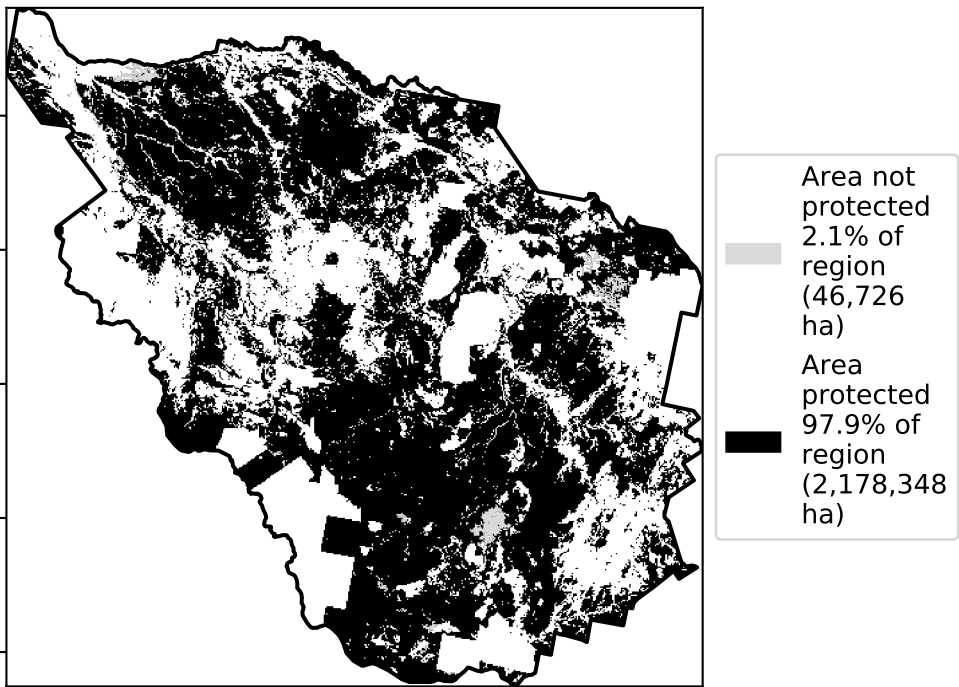 Area not
protected
2.1% of
region
(46,726
ha)
Area
protected
97.9% of
region
(2,178,348
ha)